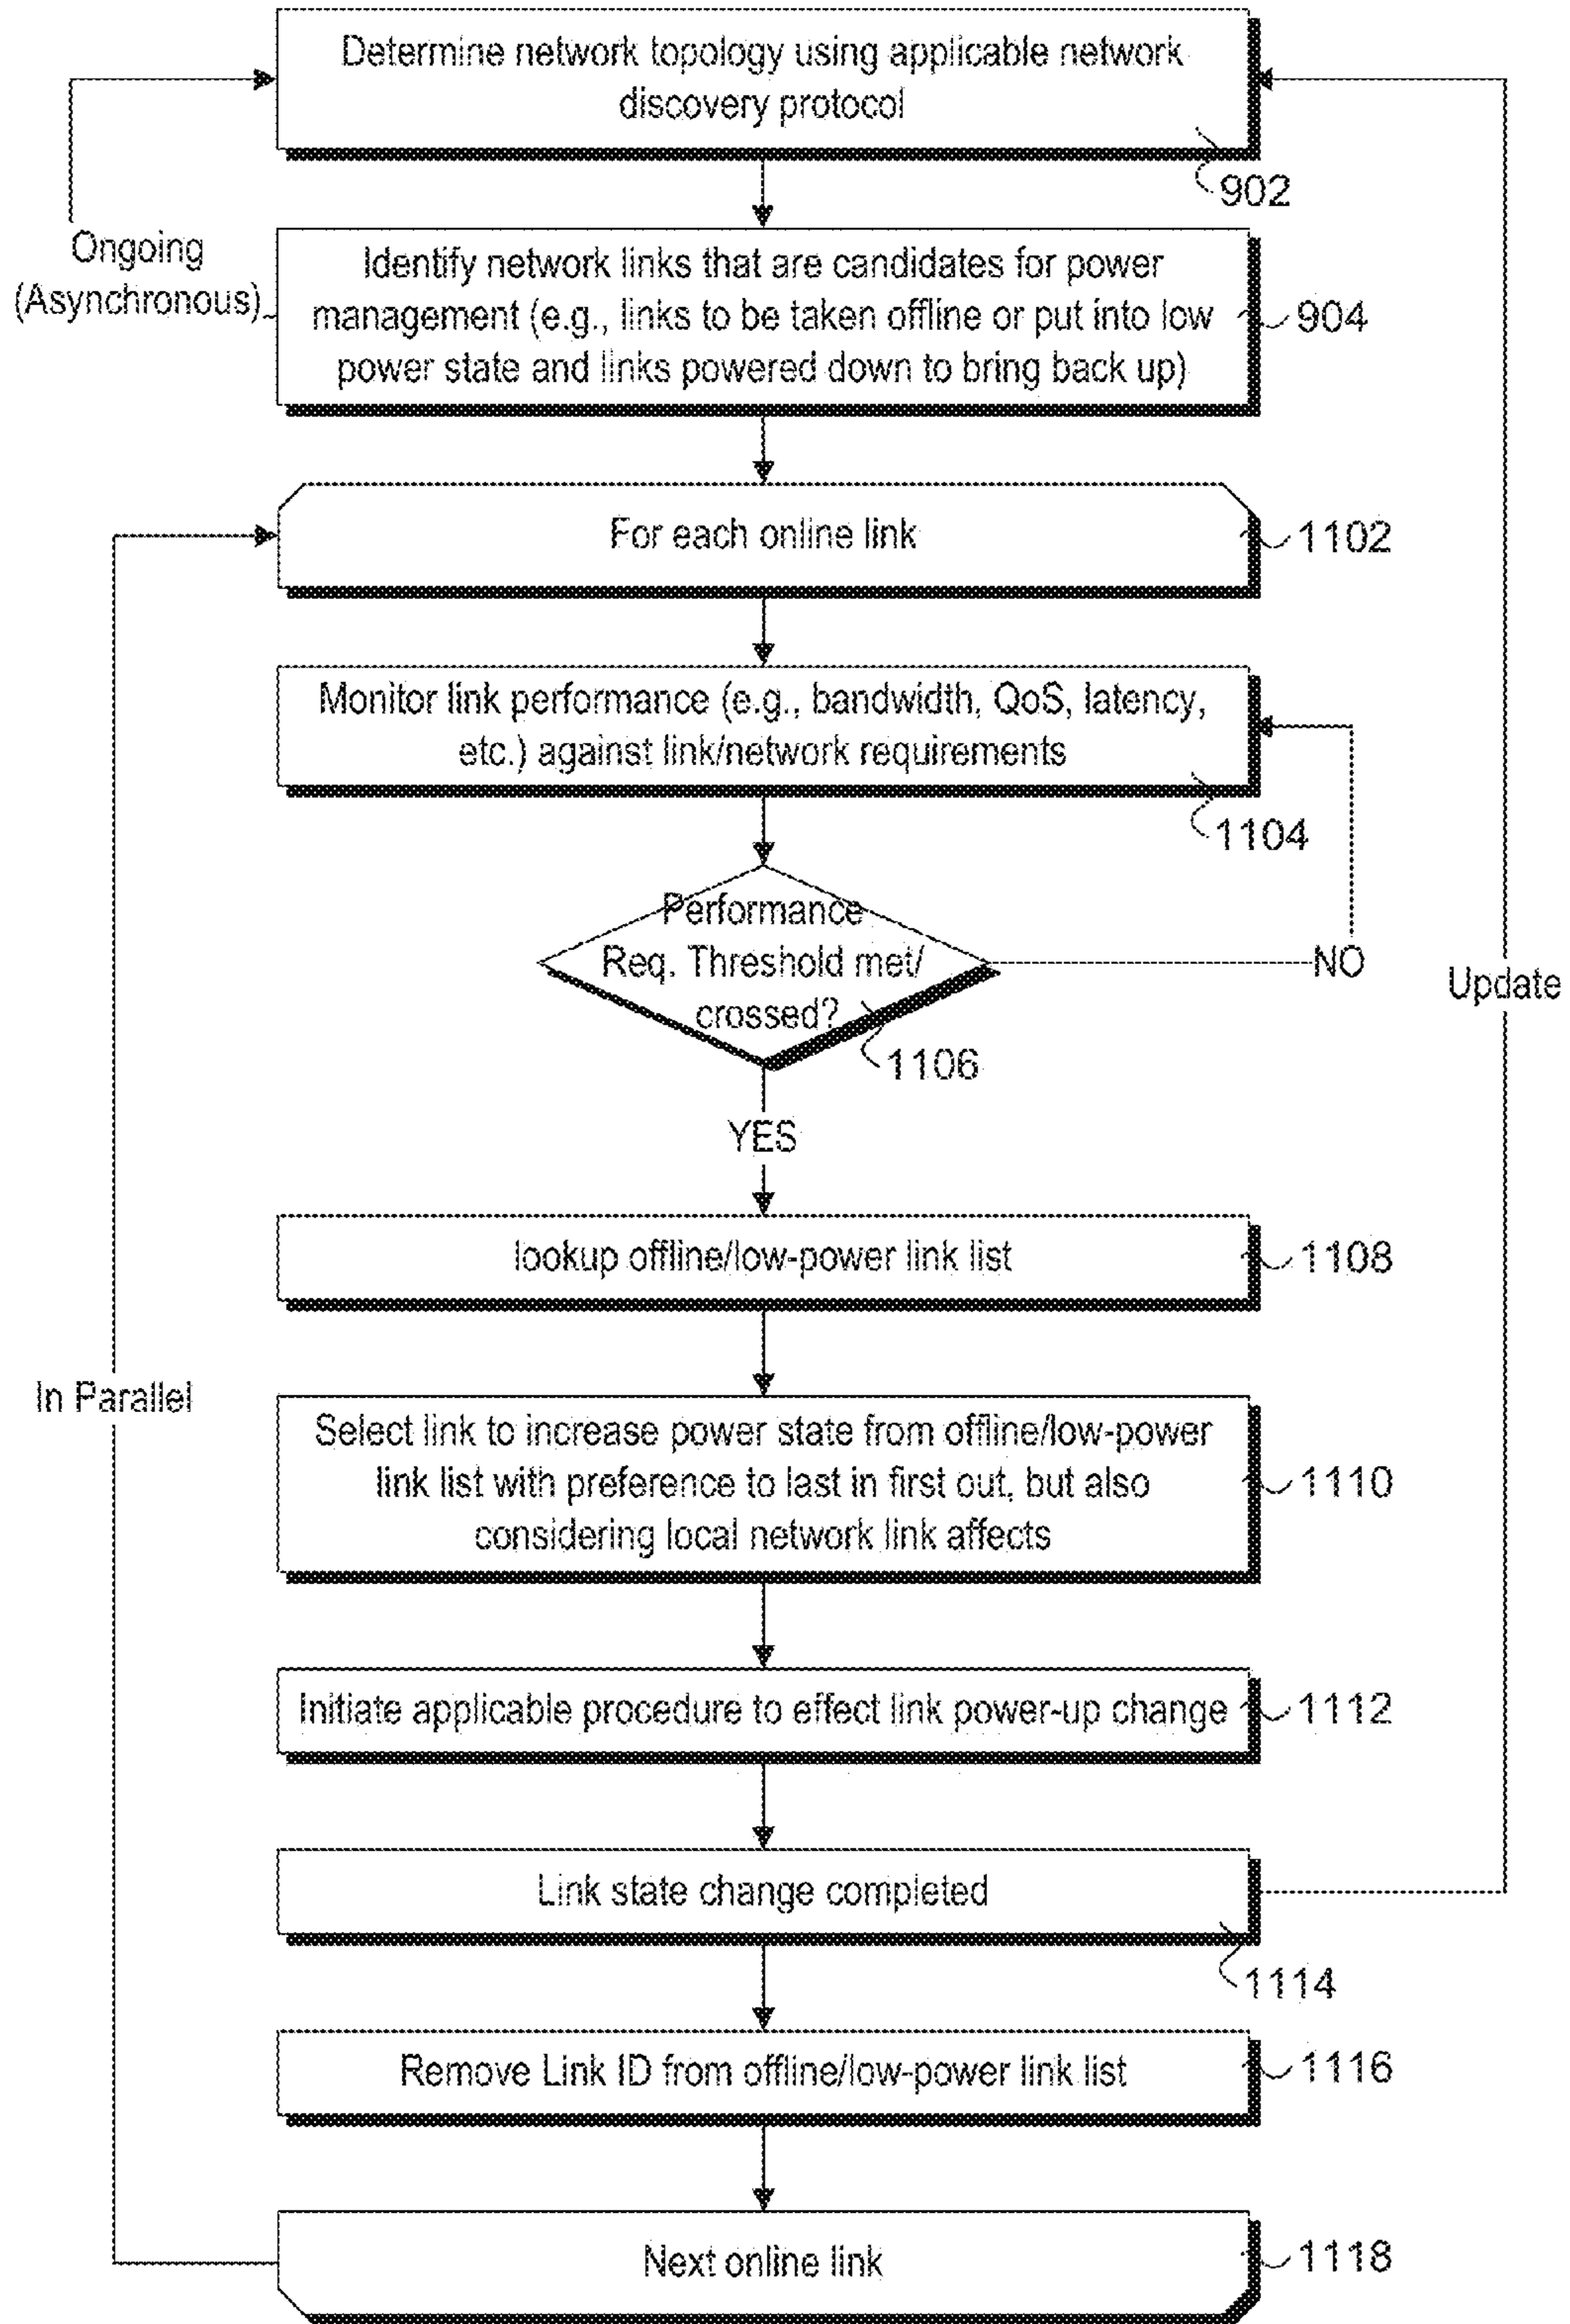 Determine network topology using applicable network
discovery protocol
902
Ongoing
(Asynchronous)
Identify network links that are candidates for power
management (e.g., links to be taken offline or put into low
power state and links powered down to bring back up)
904
For each online link
1102
Monitor link performance (e.g., bandwidth, QoS, latency,
etc.) against link/network requirements
1104
Performance
Req. Threshold met/
crossed?
1106
NO
Update
YES
lookup offline/low-power link list
1108
In Parallel
Select link to increase power state from offline/low-power
link list with preference to last in first out, but also
considering local network link affects
1110
Initiate applicable procedure to effect link power-up change
1112
Link state change completed
1114
Remove Link ID from offline/low-power link list
1116
Next online link
1118